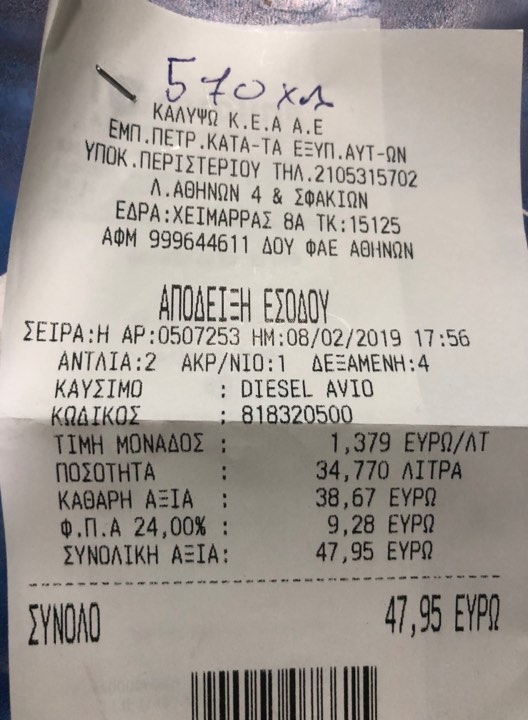 570 χλ
ΚΑΛΥΨΩ Κ.Ε.Α Α.Ε
ΕΜΠ.ΠΕΤΡ.ΚΑΤΑ-ΤΑ ΕΞΥΠ.ΑΥΤ-ΩΝ
ΥΠΟΚ.ΠΕΡΙΣΤΕΡΙΟΥ ΤΗΛ.2105315702
Λ.ΑΘΗΝΩΝ 4 & ΣΦΑΚΙΩΝ
ΕΔΡΑ:ΧΕΙΜΑΡΡΑΣ 8Α ΤΚ:15125
ΑΦΜ 999644611 ΔΟΥ ΦΑΕ ΑΘΗΝΩΝ
ΑΠΟΔΕΙΞΗ ΕΣΟΔΟΥ
ΣΕΙΡΑ:Η ΑΡ:0507253 ΗΜ:08/02/2019 17:56
ΑΝΤΛΙΑ:2 ΑΚΡ/ΝΙΟ:1 ΔΕΞΑΜΕΝΗ:4
ΚΑΥΣΙΜΟ : DIESEL AVIO
ΚΩΔΙΚΟΣ : 818320500
ΤΙΜΗ ΜΟΝΑΔΟΣ : 1,379 ΕΥΡΩ/ΛΤ
ΠΟΣΟΤΗΤΑ : 34,770 ΛΙΤΡΑ
ΚΑΘΑΡΗ ΑΞΙΑ : 38,67 ΕΥΡΩ
Φ.Π.Α 24,00% : 9,28 ΕΥΡΩ
ΣΥΝΟΛΙΚΗ ΑΞΙΑ: 47,95 ΕΥΡΩ
ΣΥΝΟΛΟ 47,95 ΕΥΡΩ